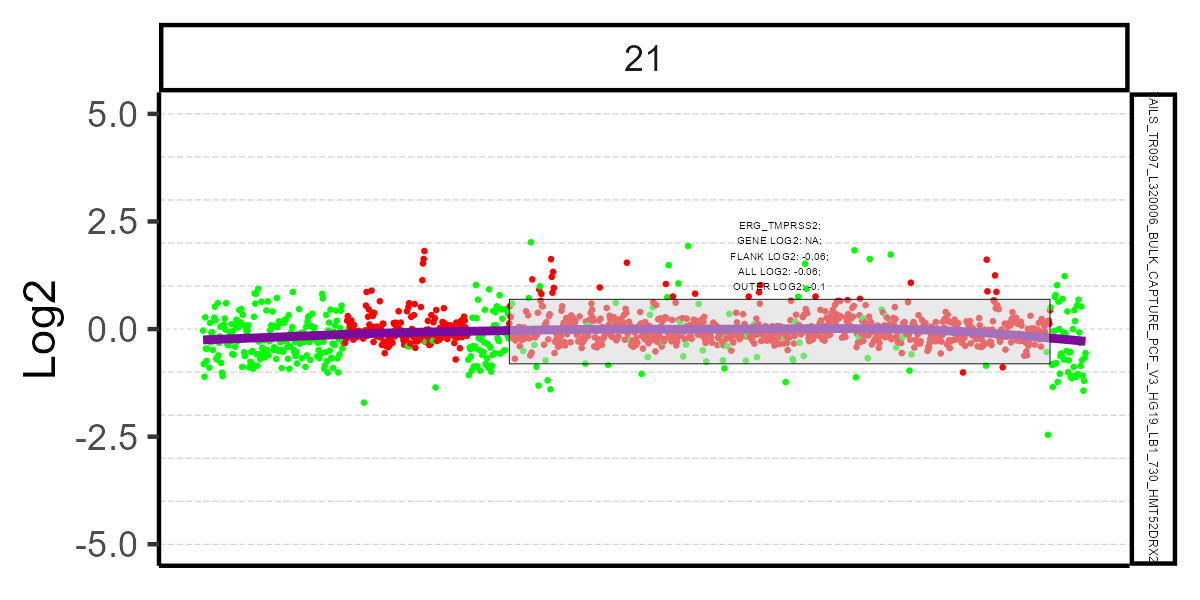 21
5.0
2.5
0.0
-2.5
-5.0
Log2
ERG_TMPRSS2;
GENE LOG2: NA;
FLANK LOG2: -0.06;
ALL LOG2: -0.06;
OUTER LOG2: -0.1
AILS_TR097_L320006_BULK_CAPTURE_PCF_V3_HG19_LB1_730_HMT52DRX2